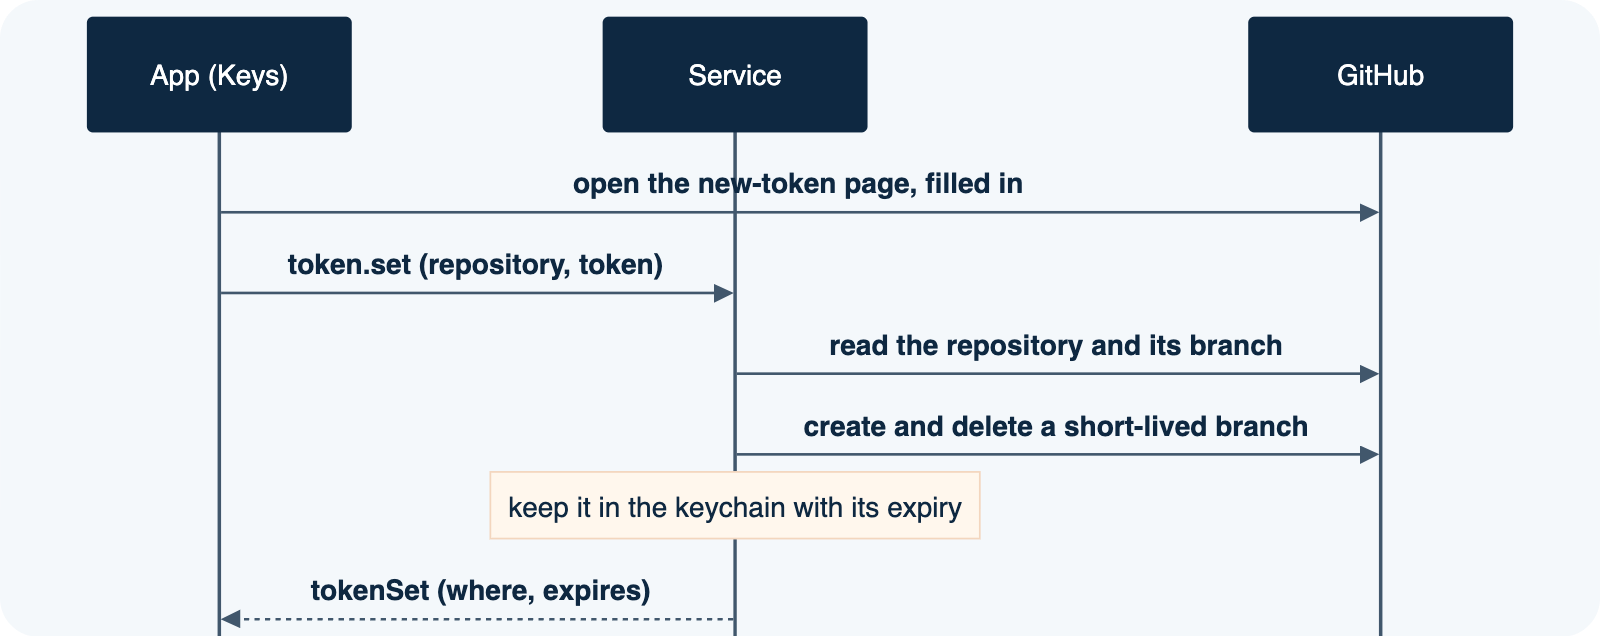 App (Keys)
Service
GitHub
open the new-token page, filled in
token.set (repository, token)
read the repository and its branch
create and delete a short-lived branch
keep it in the keychain with its expiry
tokenSet (where, expires)